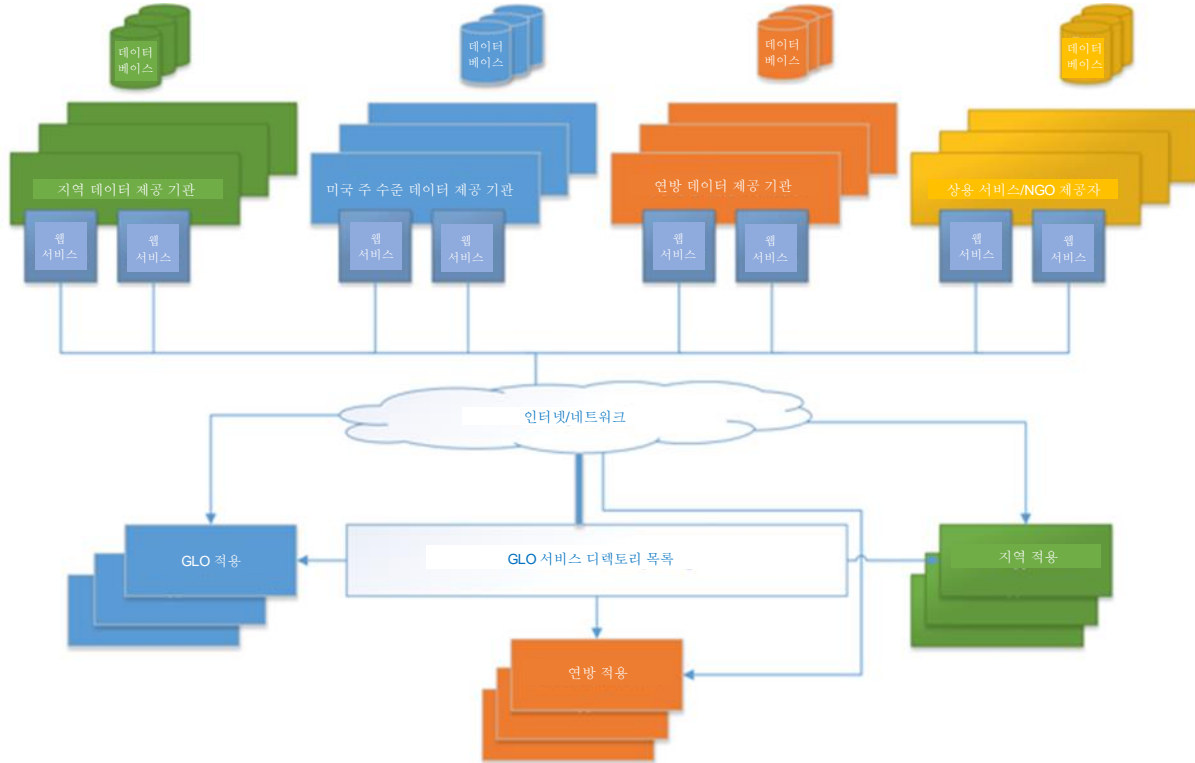 데이터
베이스
데이터
베이스
데이터
베이스
데이터
베이스
지역 데이터 제공 기관
미국 주 수준 데이터 제공 기관
연방 데이터 제공 기관
상용 서비스/NGO 제공자
웹
서비스
웹
서비스
웹
서비스
웹
서비스
웹
서비스
웹
서비스
웹
서비스
웹
서비스
인터넷/네트워크
GLO 적용
GLO 서비스 디렉토리 목록
지역 적용
연방 적용